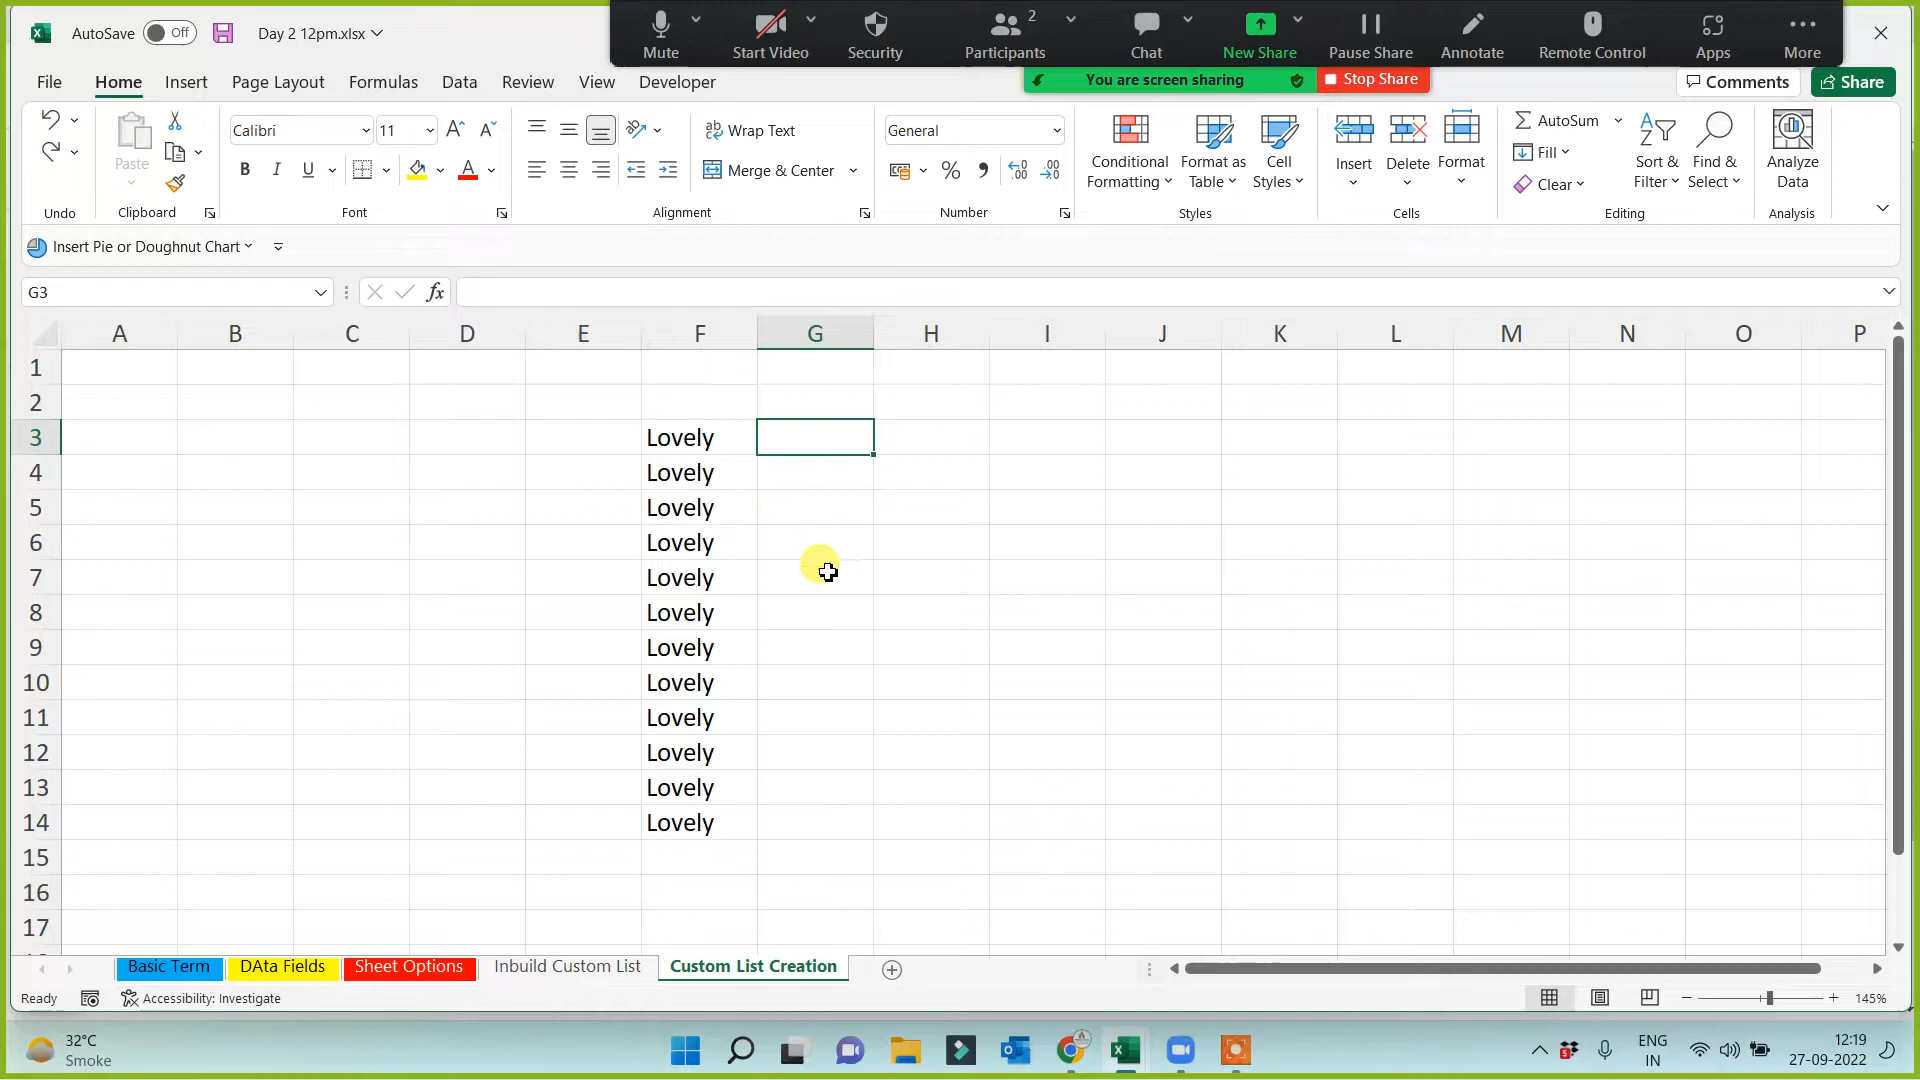 AutoSave Off Day 2 12pm.xlsx
Mute Start Video Security Participants 2 Chat New Share Pause Share Annotate Remote Control Apps More
You are screen sharing Stop Share
File Home Insert Page Layout Formulas Data Review View Developer Comments Share
Paste Calibri 11 Wrap Text General AutoSum
B I U Merge & Center % Fill
Conditional Formatting Format as Table Cell Styles Insert Delete Format Clear Sort & Filter Find & Select Analyze Data
Undo Clipboard Font Alignment Number Styles Cells Editing Analysis
Insert Pie or Doughnut Chart
G3 fx
A B C D E F G H I J K L M N O P
1
2
3 Lovely
4 Lovely
5 Lovely
6 Lovely
7 Lovely
8 Lovely
9 Lovely
10 Lovely
11 Lovely
12 Lovely
13 Lovely
14 Lovely
15
16
17
Basic Term DAta Fields Sheet Options Inbuild Custom List Custom List Creation
Ready Accessibility: Investigate 145%
32°C ENG 12:19
Smoke IN 27-09-2022